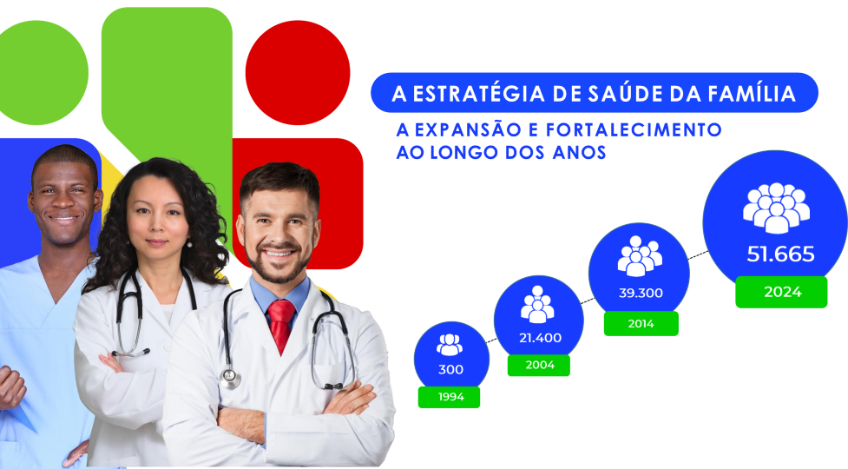 A ESTRATÉGIA DE SAÚDE DA FAMÍLIA
A EXPANSÃO E FORTALECIMENTO
AO LONGO DOS ANOS
300
1994
21.400
2004
39.300
2014
51.665
2024